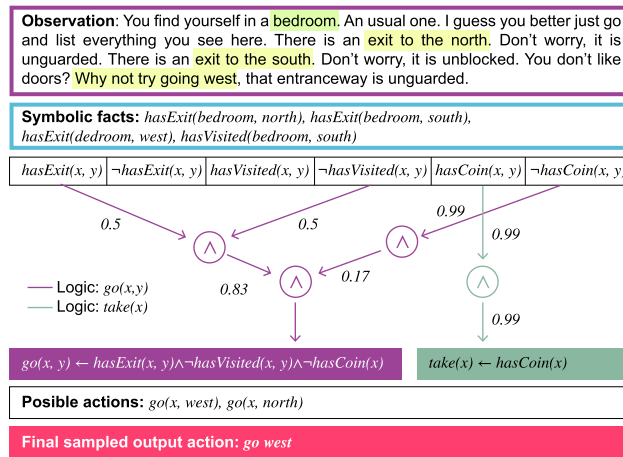 Observation: You find yourself in a bedroom. An usual one. I guess you better just go
and list everything you see here. There is an exit to the north. Don't worry, it is
unguarded. There is an exit to the south. Don't worry, it is unblocked. You don't like
doors? Why not try going west, that entranceway is unguarded.
Symbolic facts: hasExit(bedroom, north), hasExit(bedroom, south),
hasExit(dedroom, west), hasVisited(bedroom, south)
hasExit(x, y) ¬hasExit(x, y) hasVisited(x, y) ¬hasVisited(x, y) hasCoin(x, y) ¬hasCoin(x, y
0.5 0.5 0.99
0.99
∧ ∧
0.83 0.17
∧ ∧
Logic: go(x,y)
Logic: take(x)
0.99
go(x, y) ← hasExit(x, y)∧¬hasVisited(x, y)∧¬hasCoin(x)
take(x) ← hasCoin(x)
Posible actions: go(x, west), go(x, north)
Final sampled output action: go west